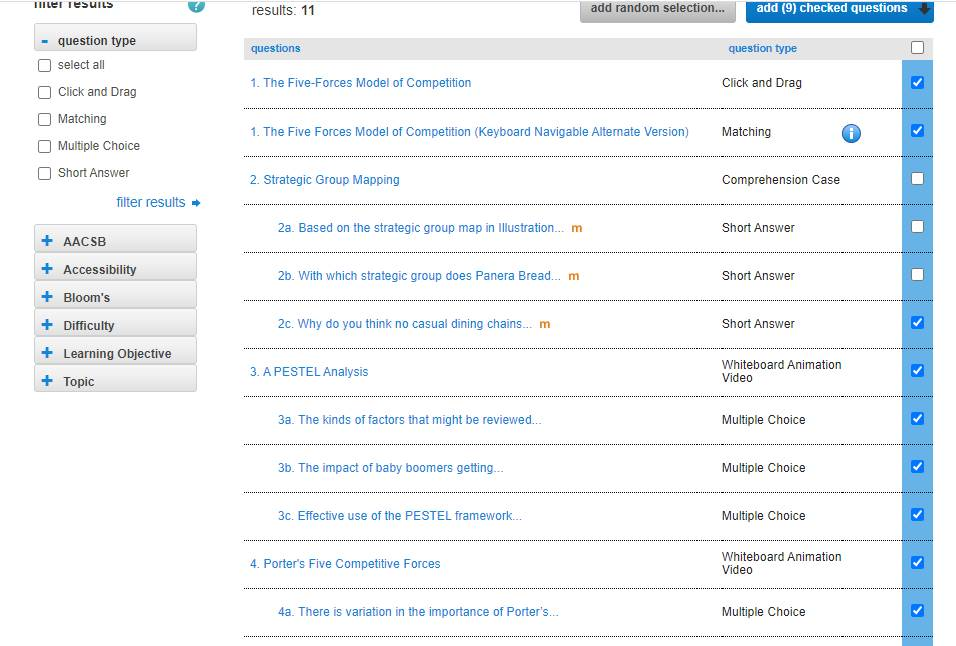 filter results
?
results: 11
add random selection...
add (9) checked questions
- question type
select all
Click and Drag
Matching
Multiple Choice
Short Answer
filter results
+ AACSB
+ Accessibility
+ Bloom's
+ Difficulty
+ Learning Objective
+ Topic
questions question type
1. The Five-Forces Model of Competition Click and Drag
1. The Five Forces Model of Competition (Keyboard Navigable Alternate Version) Matching i
2. Strategic Group Mapping Comprehension Case
2a. Based on the strategic group map in Illustration... m Short Answer
2b. With which strategic group does Panera Bread... m Short Answer
2c. Why do you think no casual dining chains... m Short Answer
3. A PESTEL Analysis Whiteboard Animation
Video
3a. The kinds of factors that might be reviewed... Multiple Choice
3b. The impact of baby boomers getting... Multiple Choice
3c. Effective use of the PESTEL framework... Multiple Choice
4. Porter's Five Competitive Forces Whiteboard Animation
Video
4a. There is variation in the importance of Porter's... Multiple Choice